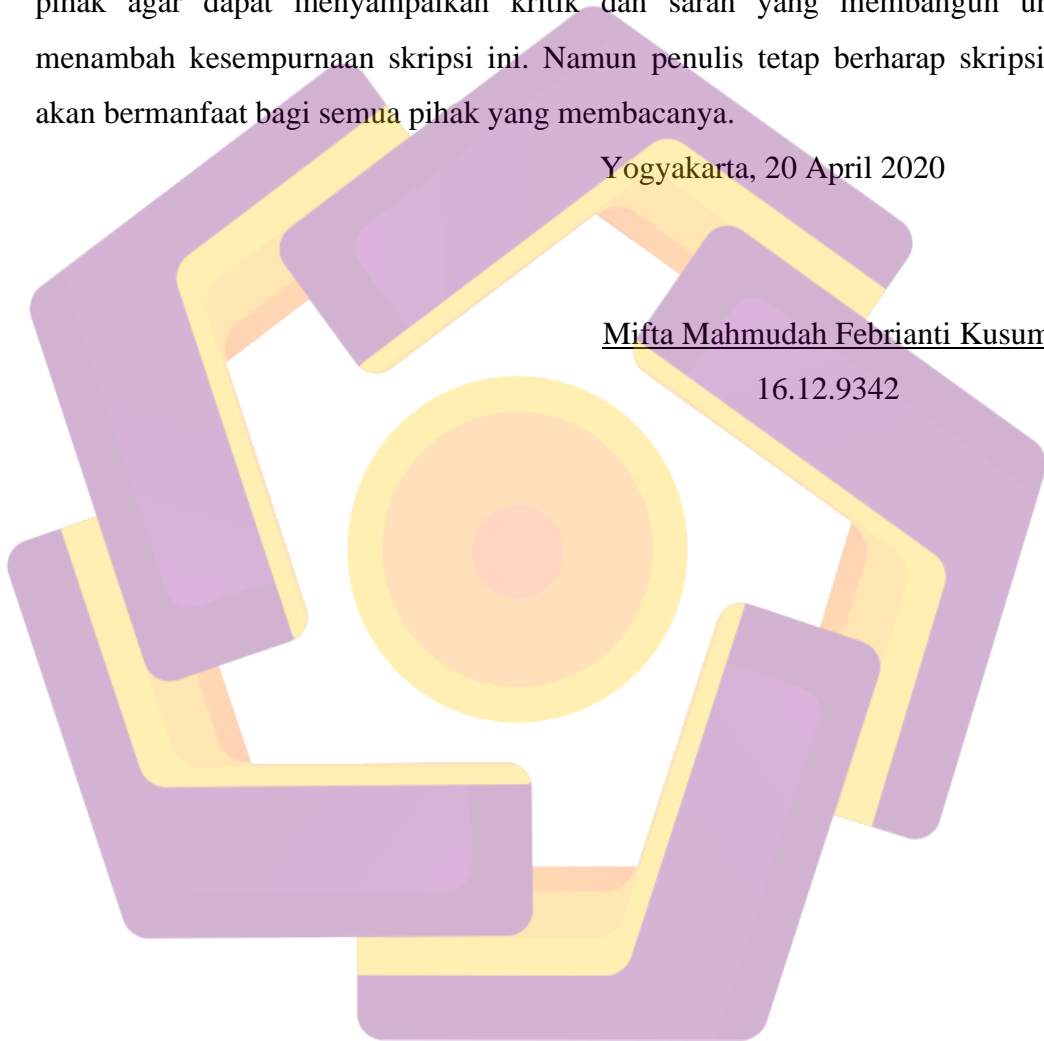 pihak agar dapat menyampaikan kritik dan saran yang membangun
menambah kesempurnaan skripsi ini. Namun penulis tetap berharap skripsi
akan bermanfaat bagi semua pihak yang membacanya.
Yogyakarta, 20 April 2020
Mifta Mahmudah Febrianti
16.12.9342